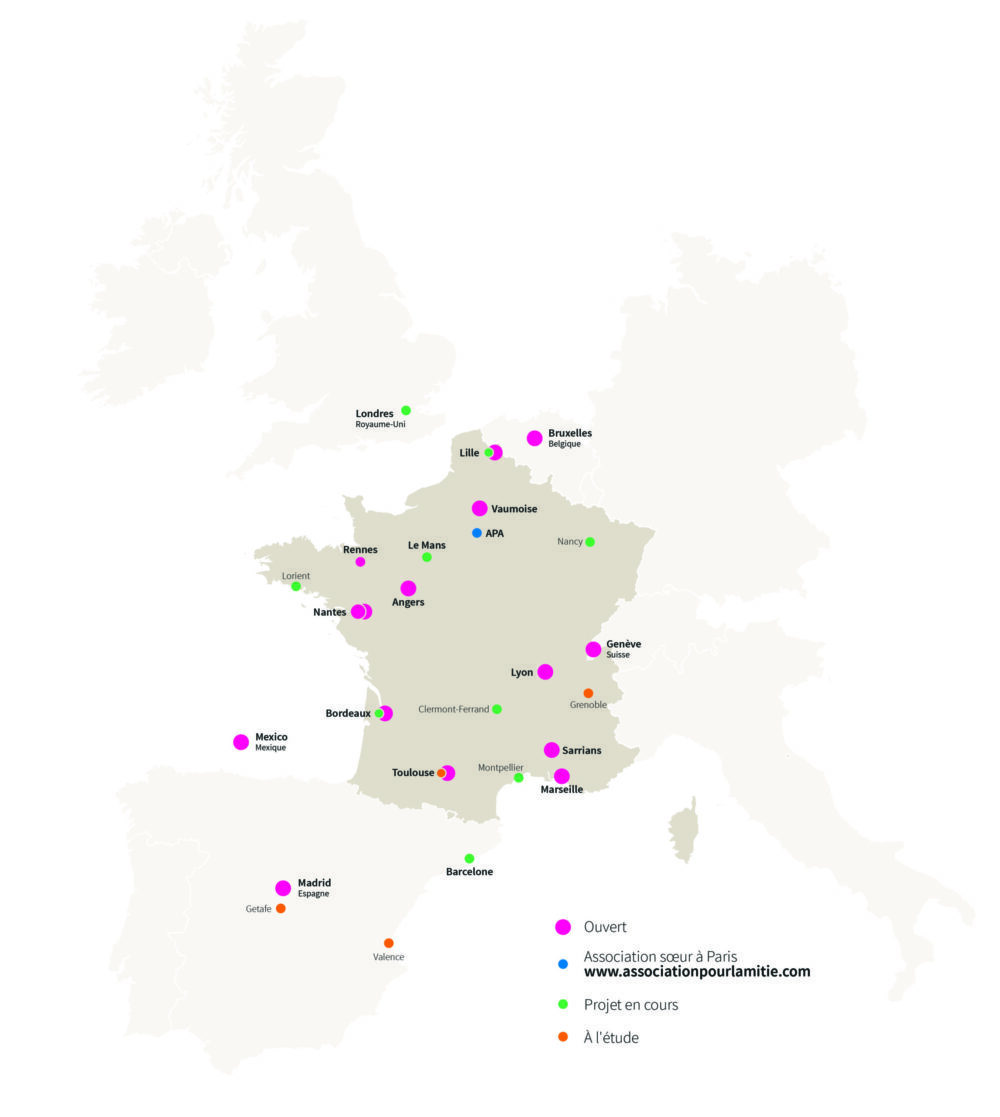 Londres
Royaume-Uni
Bruxelles
Belgique
Lille
Vaumoise
APA
Nancy
Le Mans
Rennes
Lorient
Angers
Nantes
Genève
Suisse
Lyon
Grenoble
Clermont-Ferrand
Bordeaux
Mexico
Mexique
Sarrians
Montpellier
Toulouse
Marseille
Barcelone
Madrid
Espagne
Getafe
Valence
Ouvert
Association sœur à Paris
www.associationpourlamitie.com
Projet en cours
À l'étude